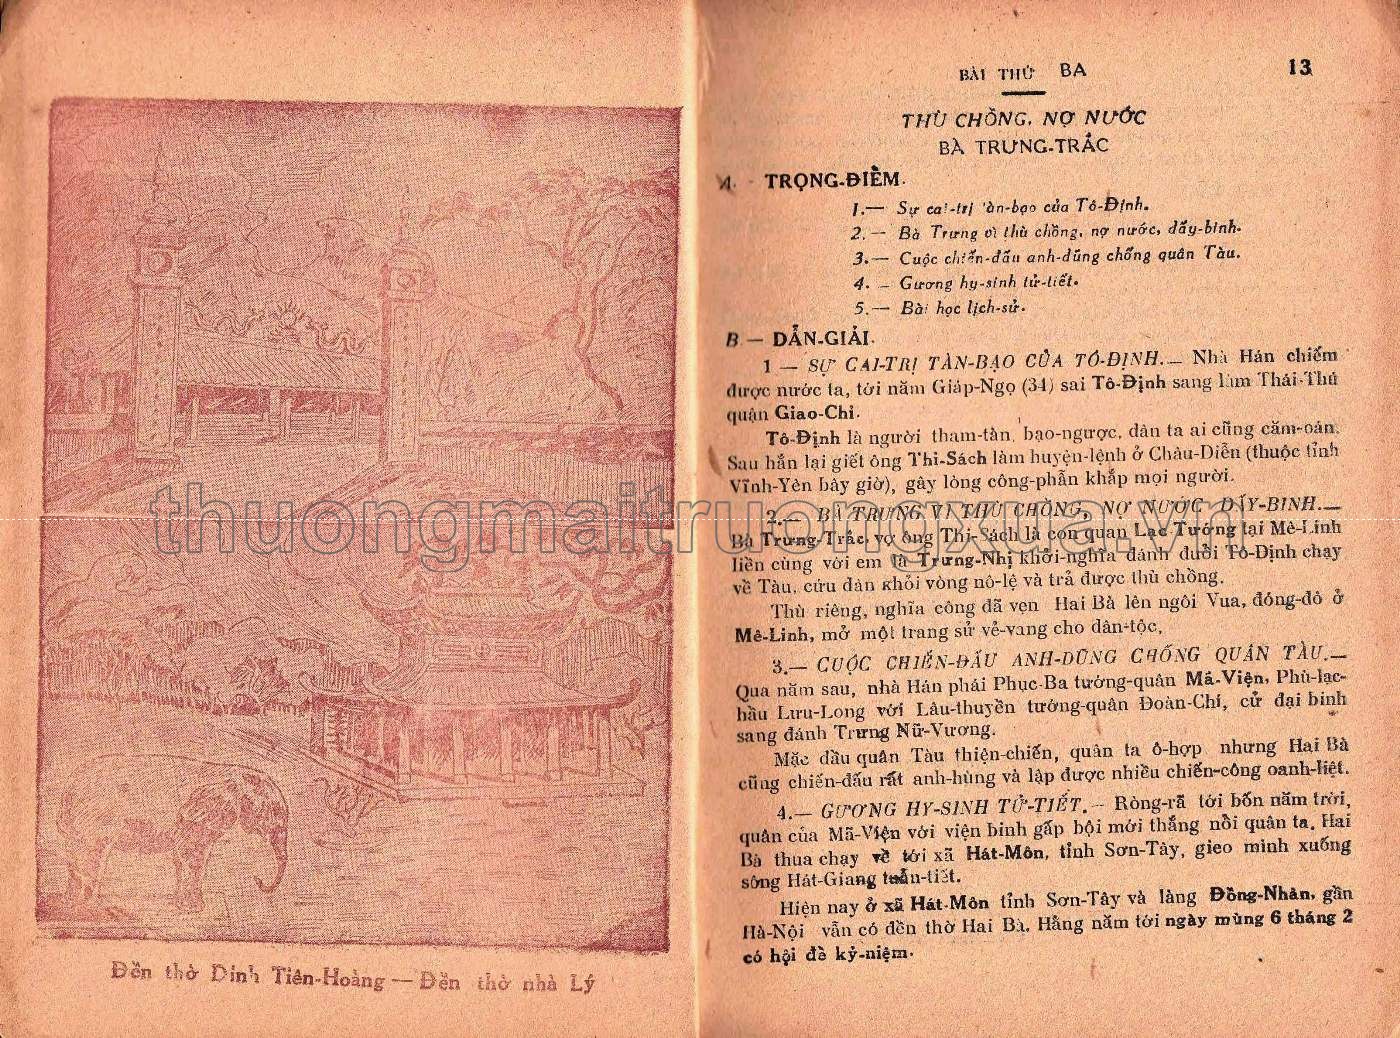 Đền thờ Đinh Tiên-Hoàng — Đền thờ nhà Lý
13
BÀI THỨ BA
THÙ CHỒNG, NỢ NƯỚC
BÀ TRƯNG-TRẮC
A - TRỌNG-ĐIỂM.
1.— Sự cai-trị tàn-bạo của Tô-Định.
2.— Bà Trưng vì thù chồng, nợ nước, dấy-binh.
3.— Cuộc chiến-đấu anh-dũng chống quân Tàu.
4. — Gương hy-sinh tử-tiết.
5.— Bài học lịch-sử.
B — DẪN-GIẢI.
1 — SỰ CAI-TRỊ TÀN-BẠO CỦA TÔ-ĐỊNH.— Nhà Hán chiếm
được nước ta, tới năm Giáp-Ngọ (34) sai Tô-Định sang làm Thái-Thú
quận Giao-Chỉ.
Tô-Định là người tham-tàn, bạo-ngược, dân ta ai cũng căm-oán.
Sau hắn lại giết ông Thi-Sách làm huyện-lệnh ở Châu-Diễn (thuộc tỉnh
Vĩnh-Yên bây giờ), gây lòng công-phẫn khắp mọi người.
2.— BÀ TRƯNG VÌ THÙ CHỒNG, NỢ NƯỚC DẤY-BINH.—
Bà Trưng-Trắc, vợ ông Thi-Sách là con quan Lạc Tướng tại Mê-Linh
liền cùng với em là Trưng-Nhị khởi-nghĩa đánh đuổi Tô-Định chạy
về Tàu, cứu dân khỏi vòng nô-lệ và trả được thù chồng.
Thù riêng, nghĩa công đã vẹn Hai Bà lên ngôi Vua, đóng-đô ở
Mê-Linh, mở một trang sử vẻ-vang cho dân-tộc.
3.— CUỘC CHIẾN-ĐẤU ANH-DŨNG CHỐNG QUÂN TÀU.—
Qua năm sau, nhà Hán phái Phục-Ba tướng-quân Mã-Viện, Phù-lạc-
hầu Lưu-Long với Lâu-thuyền tướng-quân Đoàn-Chí, cử đại binh
sang đánh Trưng Nữ-Vương.
Mặc dầu quân Tàu thiện-chiến, quân ta ô-hợp nhưng Hai Bà
cũng chiến-đấu rất anh-hùng và lập được nhiều chiến-công oanh-liệt.
4.— GƯƠNG HY-SINH TỬ-TIẾT.— Ròng-rã tới bốn năm trời,
quân của Mã-Viện với viện binh gấp bội mới thắng nổi quân ta. Hai
Bà thua chạy về tới xã Hát-Môn, tỉnh Sơn-Tây, gieo mình xuống
sông Hát-Giang tuẫn-tiết.
Hiện nay ở xã Hát-Môn tỉnh Sơn-Tây và làng Đồng-Nhân, gần
Hà-Nội vẫn có đền thờ Hai Bà. Hằng năm tới ngày mùng 6 tháng 2
có hội để kỷ-niệm.
thuongmaitruongxua.vn